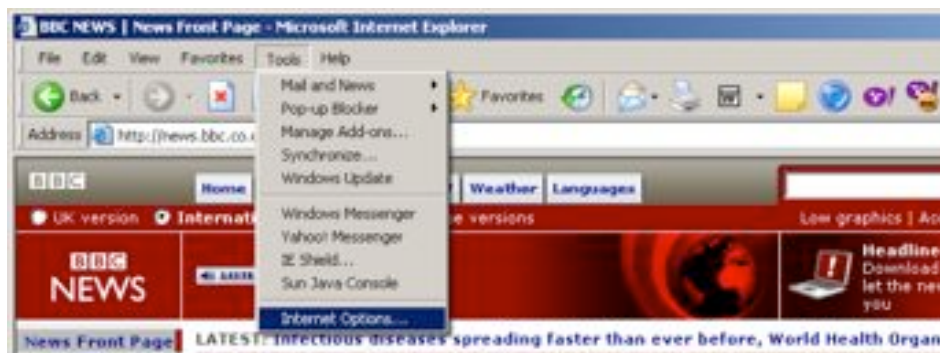 BBC NEWS | News Front Page - Microsoft Internet Explorer
File Edit View Favorites Tools Help
Back Favorites
Mail and News
Pop-up Blocker
Address http://news.bbc.co.
Manage Add-ons...
Synchronize...
Windows Update
BBC Home Weather Languages
UK version Internati e versions Low graphics | Ac
Windows Messenger
Yahoo! Messenger
IE Shield...
Sun Java Console
BBC
NEWS
Headline
Download
let the ne
you
Internet Options...
News Front Page LATEST: Infectious diseases spreading faster than ever before, World Health Organ